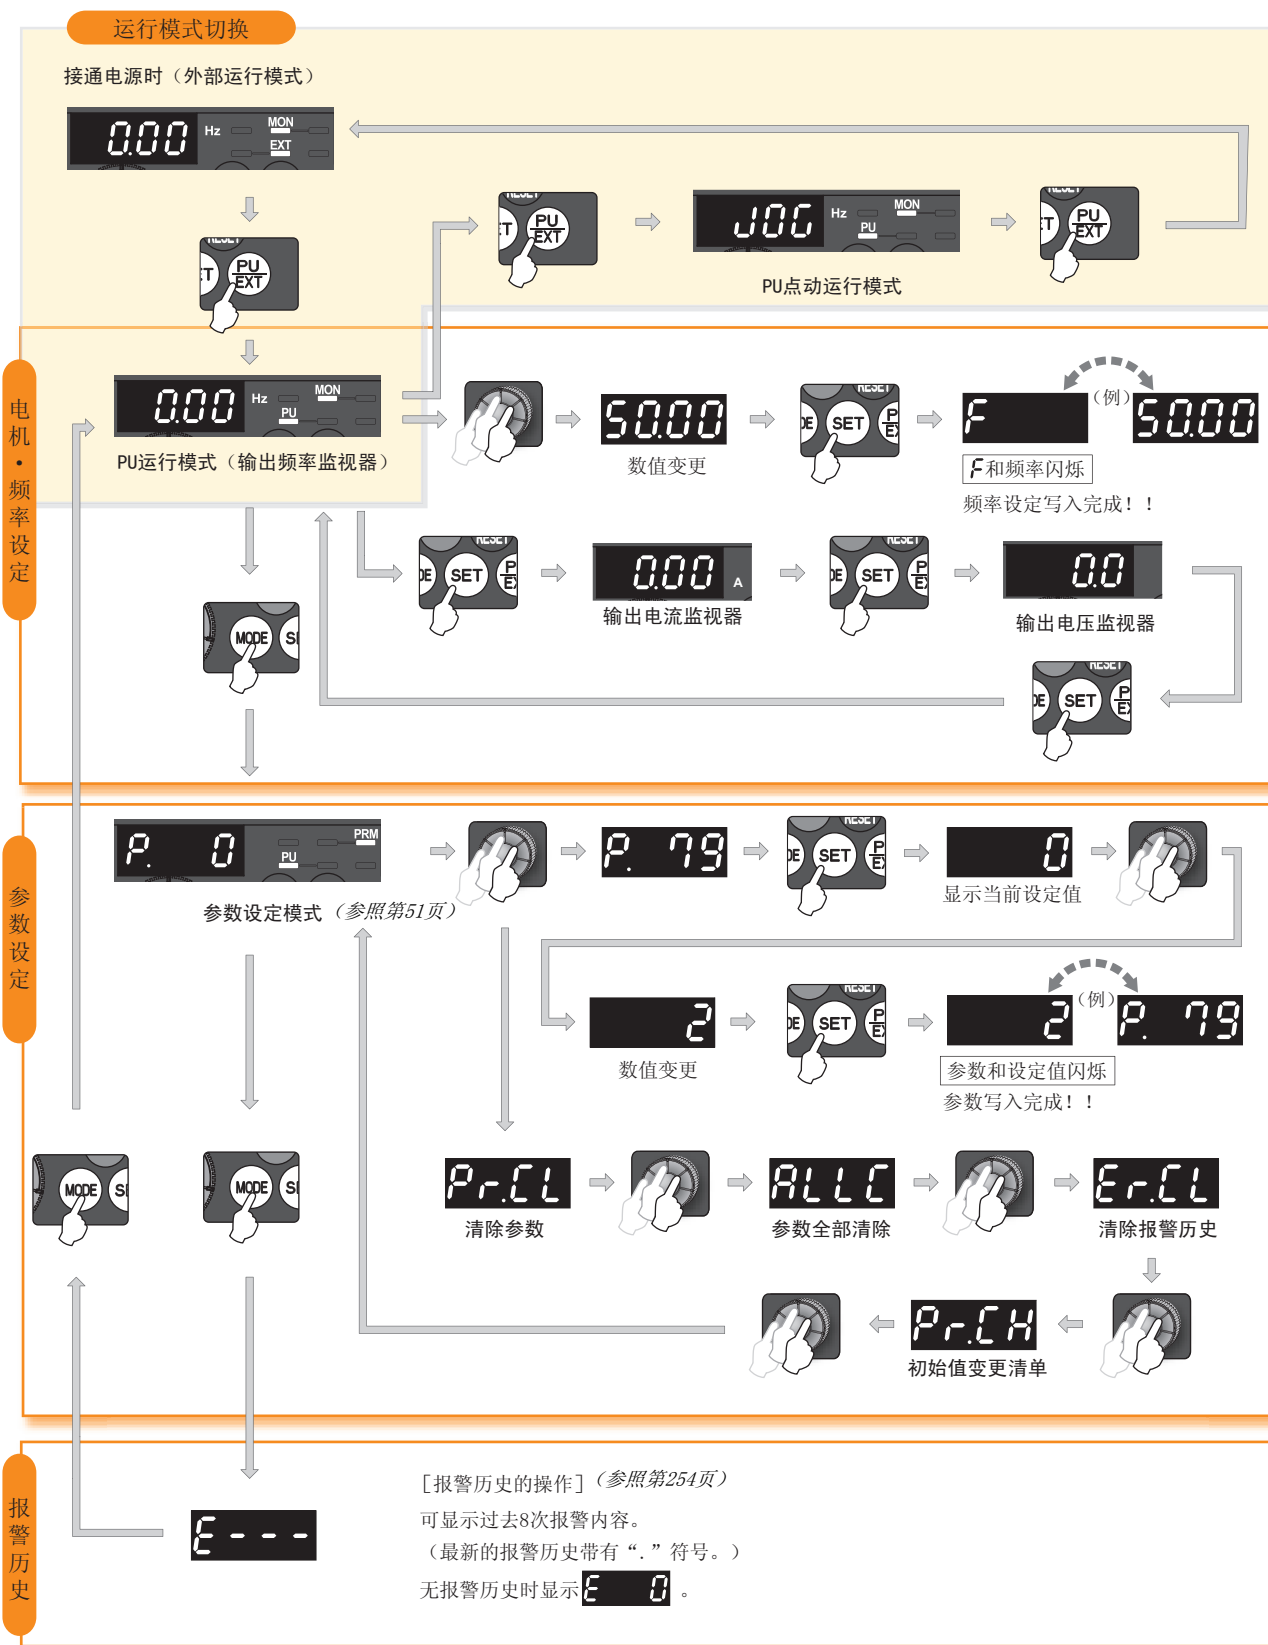 运行模式切换
接通电源时（外部运行模式）
0.00 Hz MON EXT
RESET
PU
EXT
RESET
PU
EXT
JOG Hz MON PU
RESET
PU
EXT
PU点动运行模式
电机·频率设定
0.00 Hz MON PU
PU运行模式（输出频率监视器）
50.00
数值变更
RESET
SET
F
（例）
50.00
F和频率闪烁
频率设定写入完成！！
RESET
SET
0.00 A
输出电流监视器
RESET
SET
0.0
输出电压监视器
MODE
RESET
SET
参数设定
P. 0 PRM PU
参数设定模式（参照第51页）
P. 79
RESET
SET
0
显示当前设定值
2
数值变更
RESET
SET
2
（例）
P. 79
参数和设定值闪烁
参数写入完成！！
MODE
MODE
Pr.CL
清除参数
ALLC
参数全部清除
Er.CL
清除报警历史
Pr.CH
初始值变更清单
报警历史
E---
［报警历史的操作］（参照第254页）
可显示过去8次报警内容。
（最新的报警历史带有“.”符号。）
无报警历史时显示E 0。